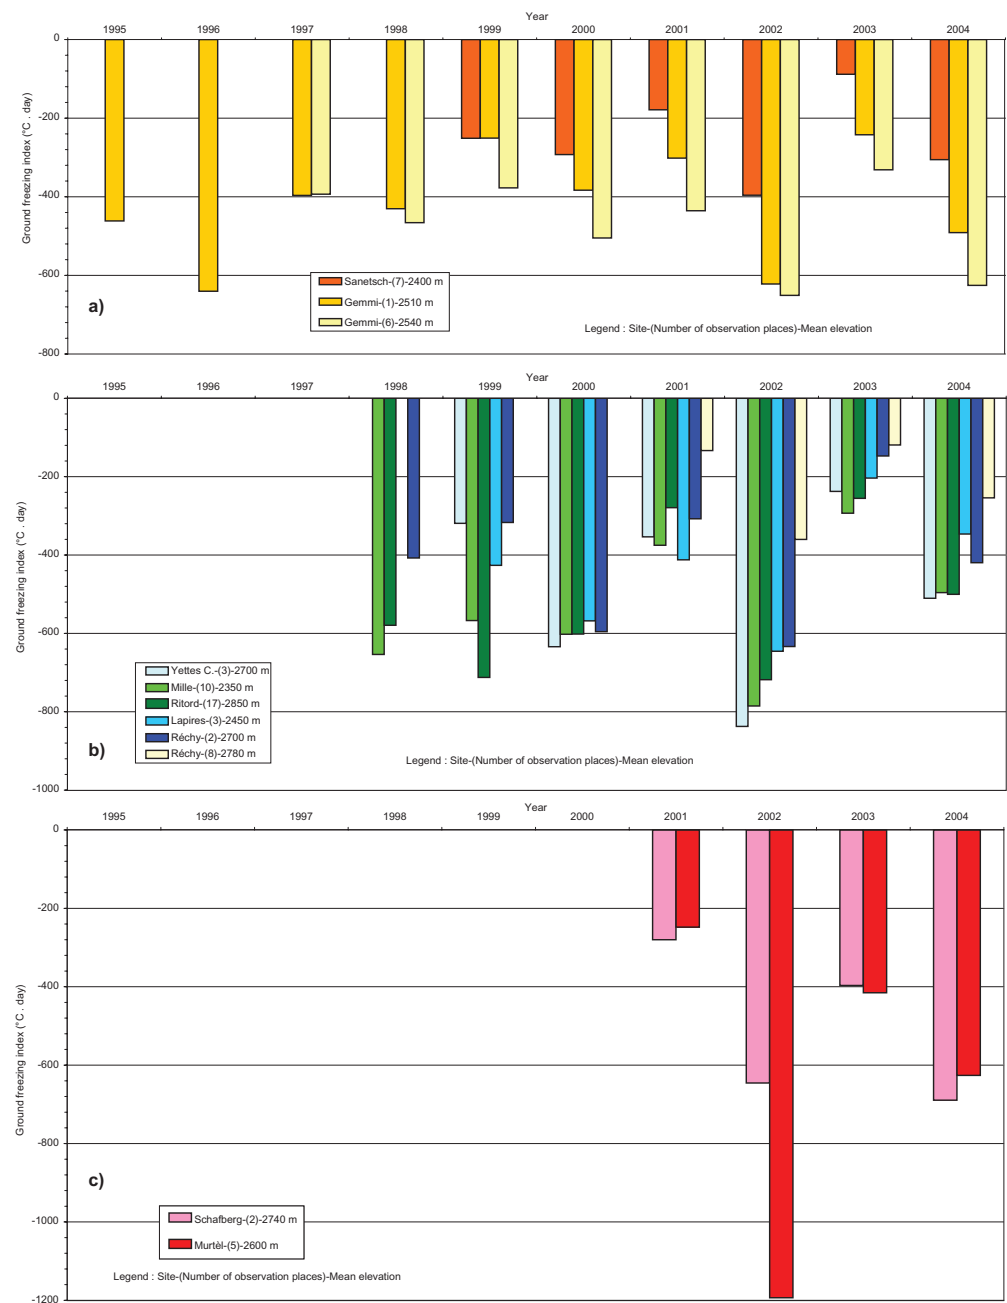 Year
1995 1996 1997 1998 1999 2000 2001 2002 2003 2004
0
-200
-400
-600
-800
Ground freezing index (°C . day)
Sanetsch-(7)-2400 m
Gemmi-(1)-2510 m
Gemmi-(6)-2540 m
a)
Legend : Site-(Number of observation places)-Mean elevation
Year
1995 1996 1997 1998 1999 2000 2001 2002 2003 2004
0
-200
-400
-600
-800
-1000
Ground freezing index (°C . day)
Yettes C.-(3)-2700 m
Mille-(10)-2350 m
Ritord-(17)-2850 m
Lapires-(3)-2450 m
Réchy-(2)-2700 m
Réchy-(8)-2780 m
b)
Legend : Site-(Number of observation places)-Mean elevation
Year
1995 1996 1997 1998 1999 2000 2001 2002 2003 2004
0
-200
-400
-600
-800
-1000
-1200
Ground freezing index (°C . day)
c)
Schafberg-(2)-2740 m
Murtèl-(5)-2600 m
Legend : Site-(Number of observation places)-Mean elevation